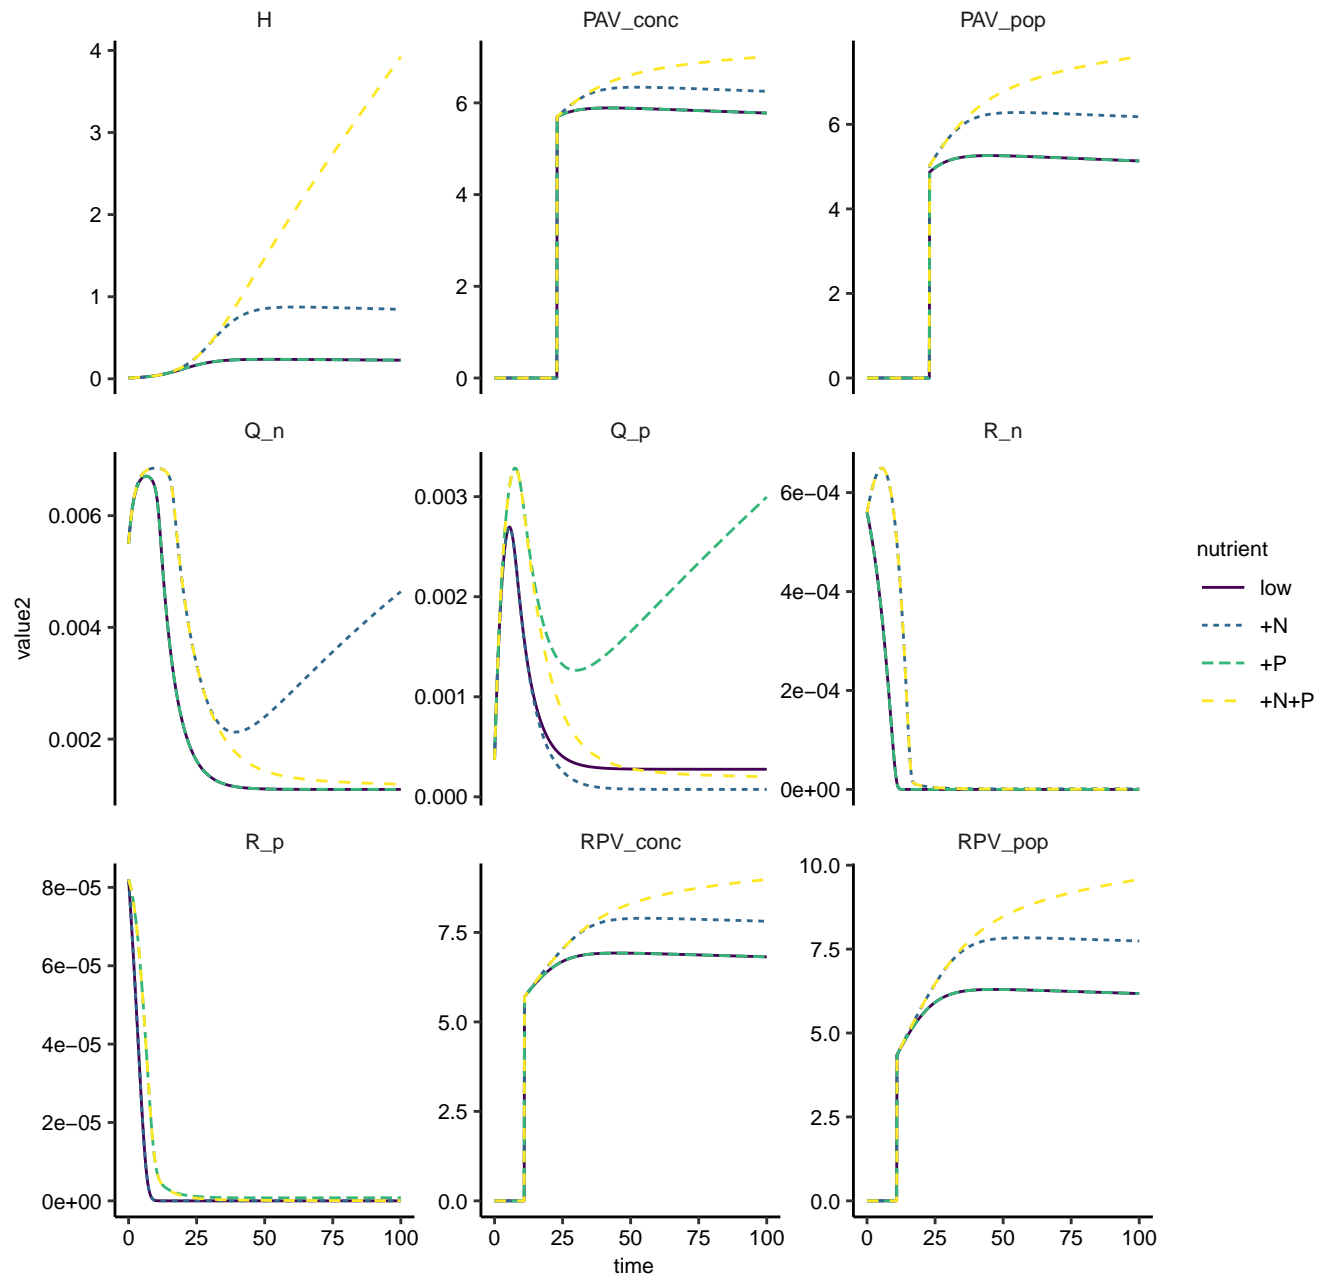 H
PAV_conc
PAV_pop
4
3
2
1
0
6
4
2
0
6
4
2
0
Q_n
Q_p
R_n
0.006
0.004
0.002
0.003
0.002
0.001
0.000
6e−04
4e−04
2e−04
0e+00
value2
nutrient
low
+N
+P
+N+P
R_p
RPV_conc
RPV_pop
8e−05
6e−05
4e−05
2e−05
0e+00
7.5
5.0
2.5
0.0
10.0
7.5
5.0
2.5
0.0
0 25 50 75 100
0 25 50 75 100
0 25 50 75 100
time